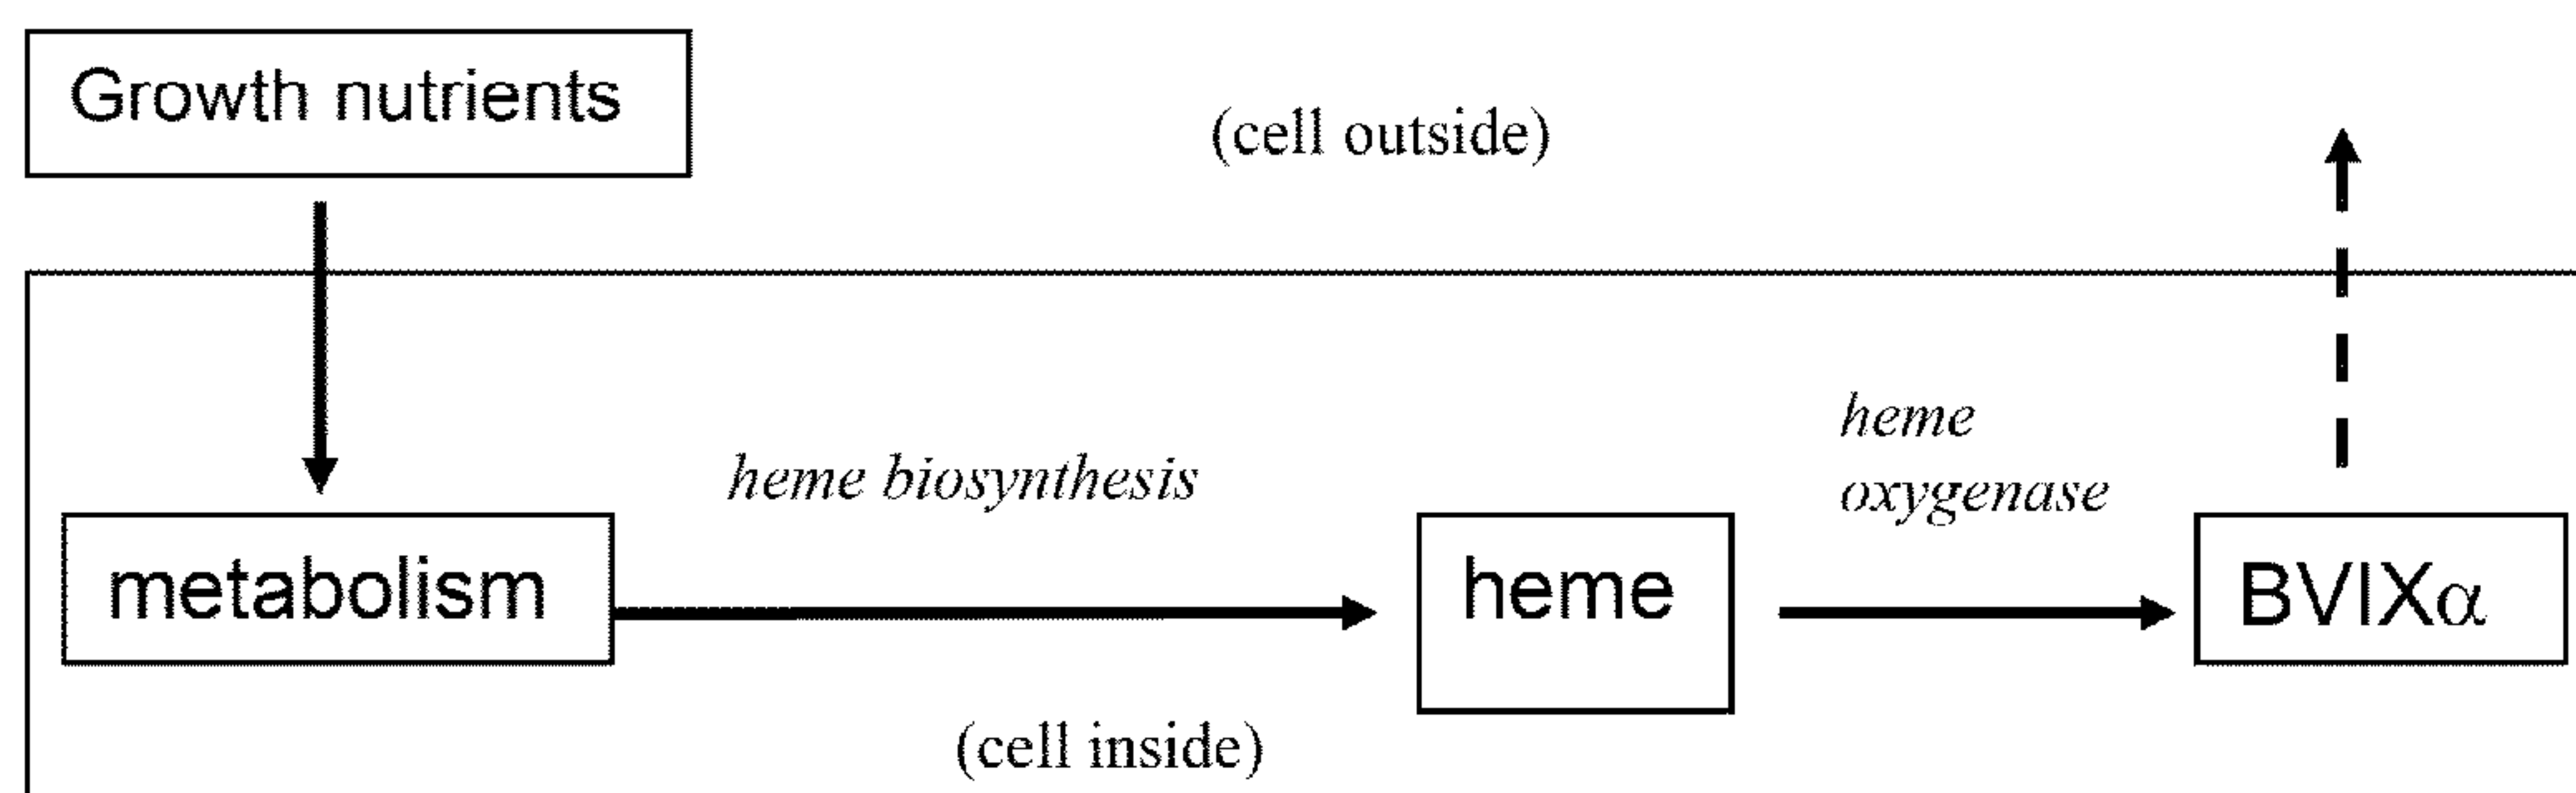 Growth nutrients
(cell outside)
heme
oxygenase
heme biosynthesis
metabolism
heme
BVIXα
(cell inside)